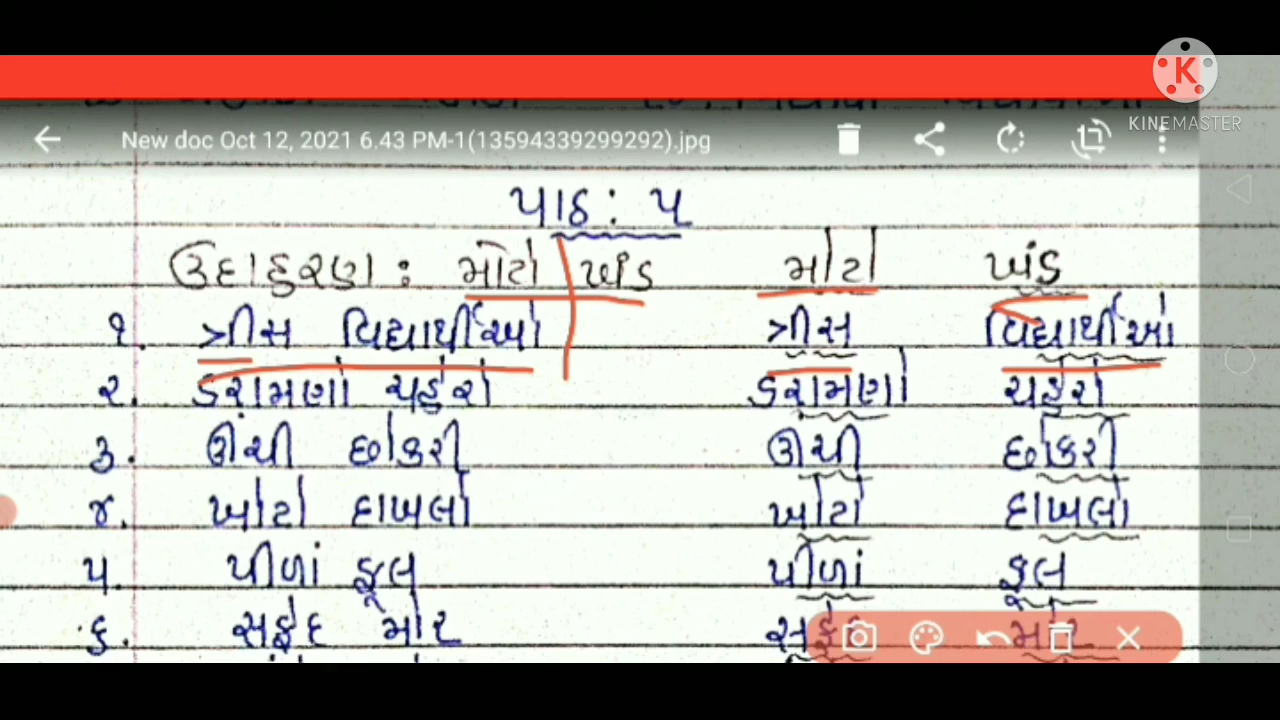 K
KINEMASTER
New doc Oct 12, 2021 6.43 PM-1(13594339299292).jpg
પાઠ : ૫
ઉદાહરણ : મોટો ખંડ મોટો ખંડ
૧. ત્રીસ વિદ્યાર્થીઓ ત્રીસ વિદ્યાર્થીઓ
૨. ડરામણો ચહેરો ડરામણો ચહેરો
૩. ઊંચી છોકરી ઊંચી છોકરી
૪. ખોટો દાખલો ખોટો દાખલો
૫. પીળાં ફૂલ પીળાં ફૂલ
૬. સફેદ મોર સફેદ મોર